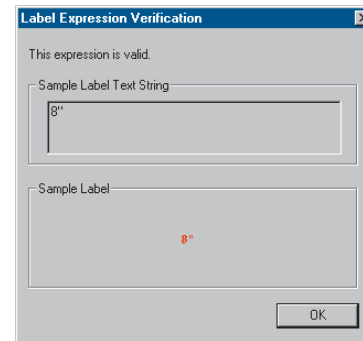 Label Expression Verification
This expression is valid.
Sample Label Text String
8"
Sample Label
8"
OK